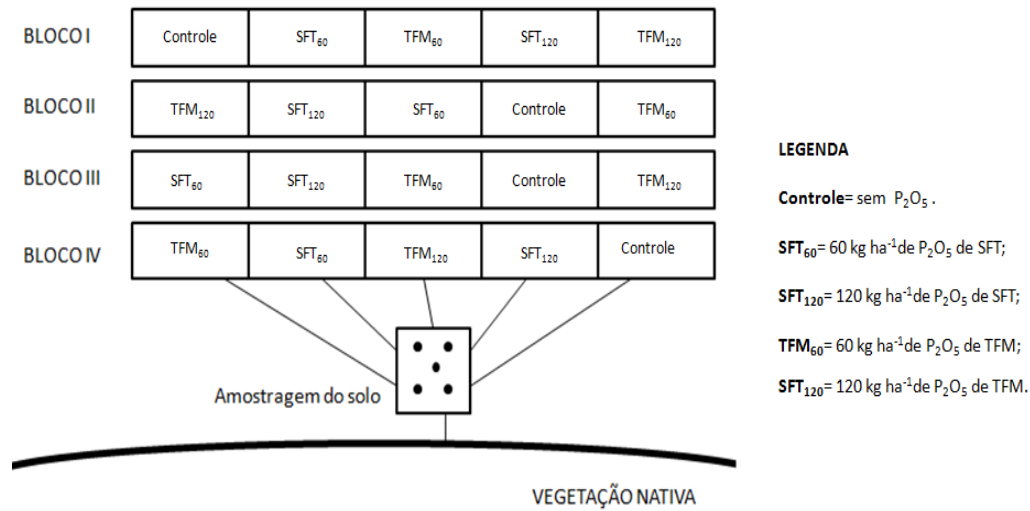 BLOCO I Controle SFT₆₀ TFM₆₀ SFT₁₂₀ TFM₁₂₀
BLOCO II TFM₁₂₀ SFT₁₂₀ SFT₆₀ Controle TFM₆₀
BLOCO III SFT₆₀ SFT₁₂₀ TFM₆₀ Controle TFM₁₂₀
BLOCO IV TFM₆₀ SFT₆₀ TFM₁₂₀ SFT₁₂₀ Controle
Amostragem do solo
VEGETAÇÃO NATIVA
LEGENDA
Controle= sem P₂O₅ .
SFT₆₀= 60 kg ha⁻¹de P₂O₅ de SFT;
SFT₁₂₀= 120 kg ha⁻¹de P₂O₅ de SFT;
TFM₆₀= 60 kg ha⁻¹de P₂O₅ de TFM;
SFT₁₂₀= 120 kg ha⁻¹de P₂O₅ de TFM.